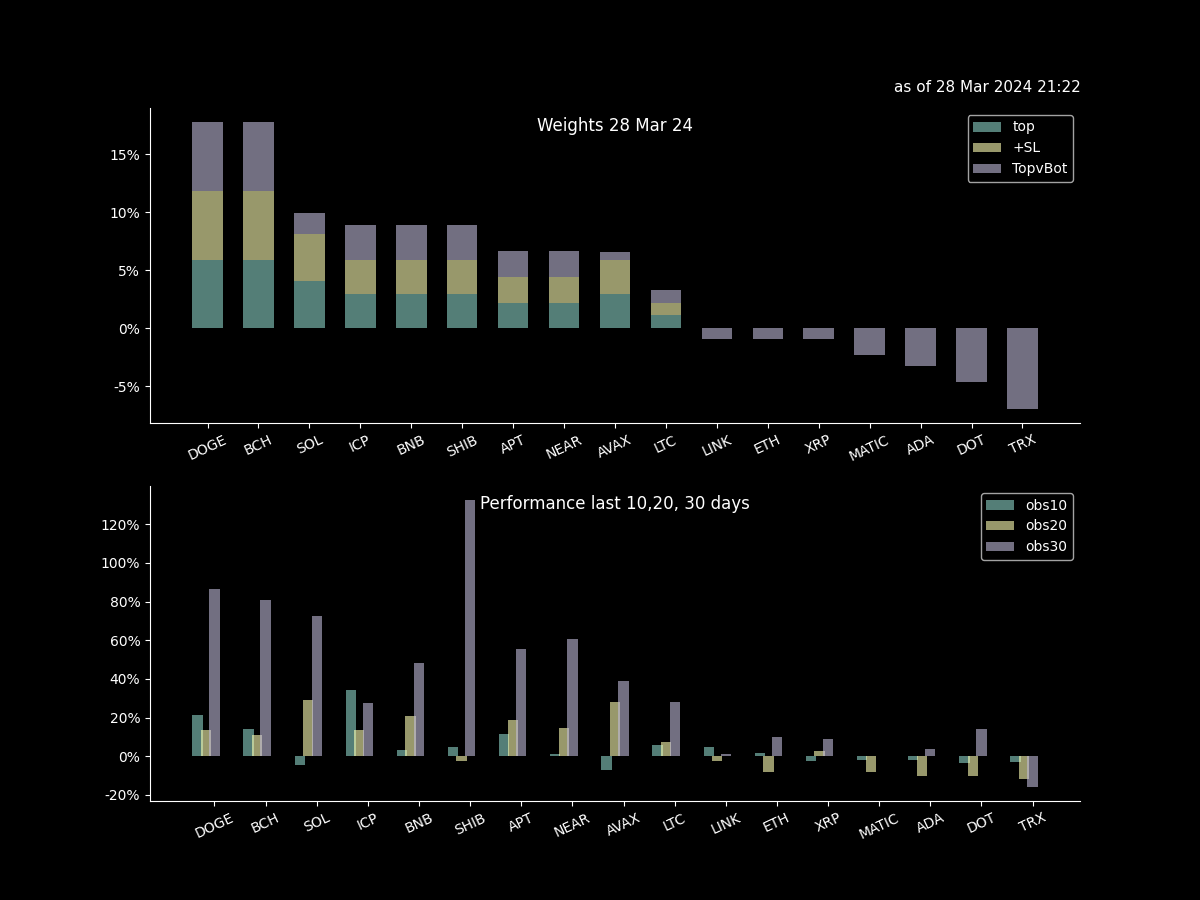 as of 28 Mar 2024 21:22
Weights 28 Mar 24
top
+SL
TopvBot
15%
10%
5%
0%
-5%
DOGE BCH SOL ICP BNB SHIB APT NEAR AVAX LTC LINK ETH XRP MATIC ADA DOT TRX
Performance last 10,20, 30 days
obs10
obs20
obs30
120%
100%
80%
60%
40%
20%
0%
-20%
DOGE BCH SOL ICP BNB SHIB APT NEAR AVAX LTC LINK ETH XRP MATIC ADA DOT TRX